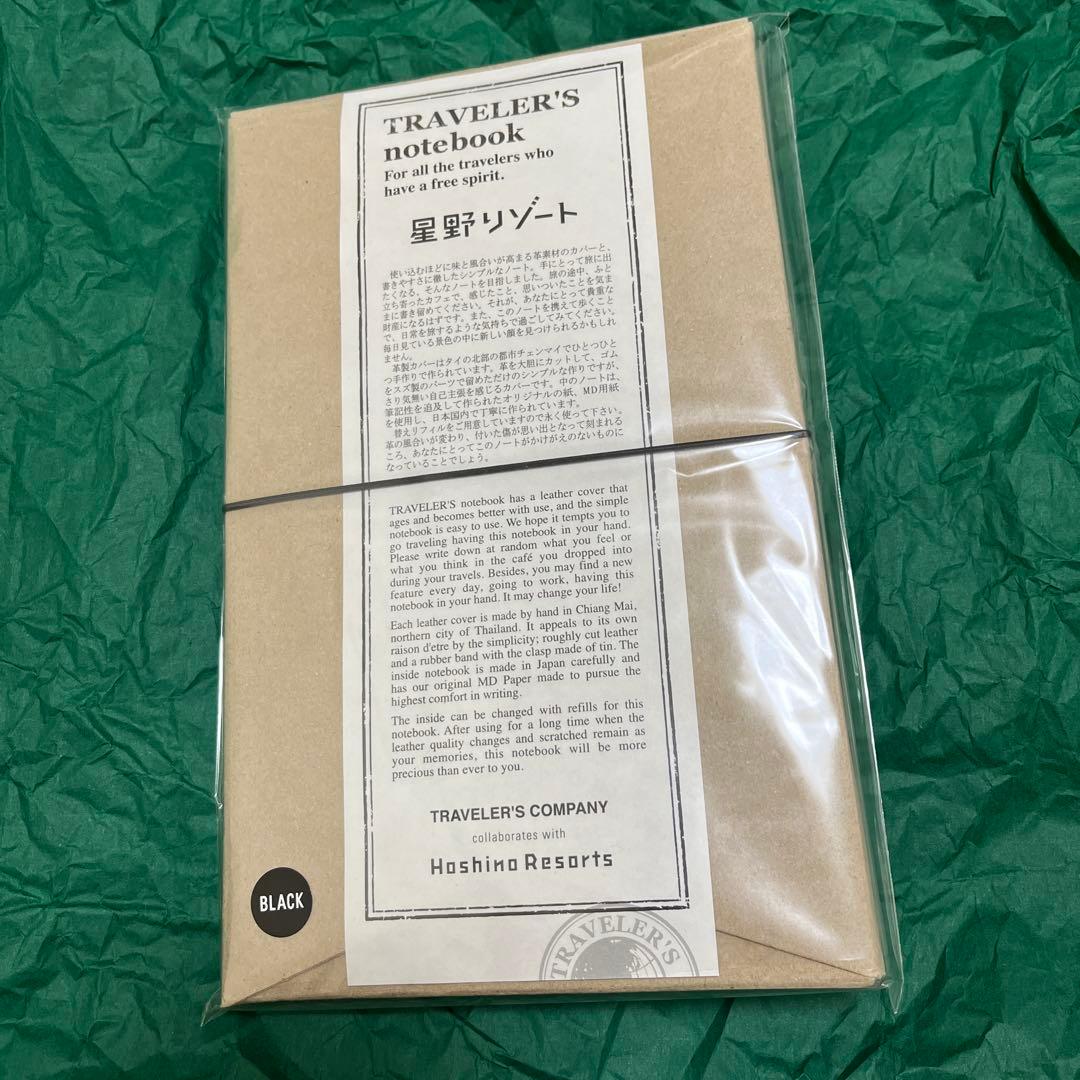 TRAVELER'S
notebook
For all the travelers who
have a free spirit.
星野リゾート
使い込むほどに味と風合いが高まる革素材のカバーと、
書きやすさに徹したシンプルなノート。手にとって旅に出
たくなる、そんなノートを目指しました。旅の途中、ふと
立ち寄ったカフェで、感じたこと、思いついたことを気ま
まに書き留めてください。それが、あなたにとって貴重な
財産になるはずです。また、このノートを携えて歩くこと
で、日常を旅するような気持ちで過ごしてみてください。
毎日見ている景色の中に新しい顔を見つけられるかもしれ
ません。
革製カバーはタイの北部の都市チェンマイでひとつひと
つ手作りで作られています。革を大胆にカットして、ゴム
をスズ製のパーツで留めただけのシンプルな作りですが、
さり気無い自己主張を感じるカバーです。中のノートは、
筆記性を追及して作られたオリジナルの紙、MD用紙
を使用し、日本国内で丁寧に作られています。
替えリフィルをご用意していますので永く使って下さい。
革の風合いが変わり、付いた傷が思い出となって刻まれる
ころ、あなたにとってこのノートがかけがえのないものに
なっていることでしょう。
TRAVELER'S notebook has a leather cover that
ages and becomes better with use, and the simple
notebook is easy to use. We hope it tempts you to
go traveling having this notebook in your hand.
Please write down at random what you feel or
what you think in the café you dropped into
during your travels. Besides, you may find a new
feature every day, going to work, having this
notebook in your hand. It may change your life!
Each leather cover is made by hand in Chiang Mai,
northern city of Thailand. It appeals to its own
raison d'etre by the simplicity; roughly cut leather
and a rubber band with the clasp made of tin. The
inside notebook is made in Japan carefully and
has our original MD Paper made to pursue the
highest comfort in writing.
The inside can be changed with refills for this
notebook. After using for a long time when the
leather quality changes and scratched remain as
your memories, this notebook will be more
precious than ever to you.
TRAVELER'S COMPANY
collaborates with
Hoshino Resorts
BLACK
TRAVELER'S